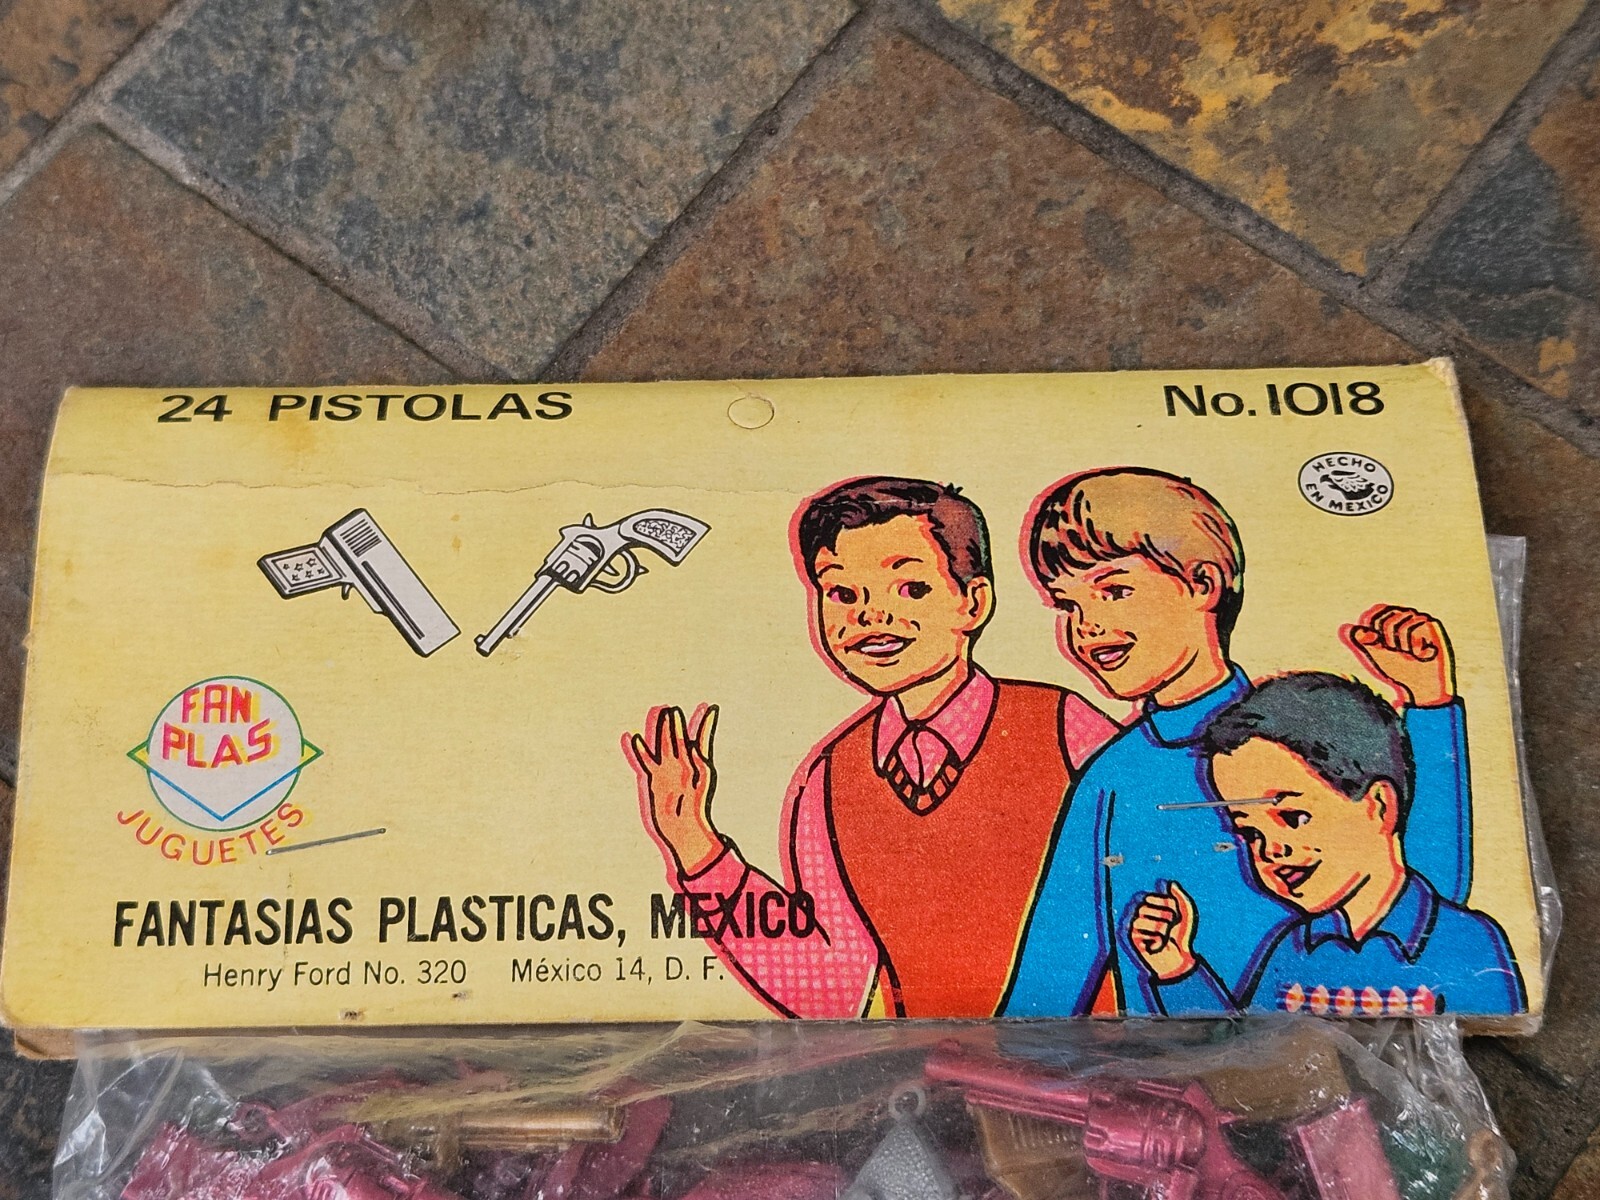 24 PISTOLAS
No. 1018
HECHO EN MEXICO
FAN
PLAS
JUGUETES
FANTASIAS PLASTICAS, MEXICO
Henry Ford No. 320 México 14, D. F.